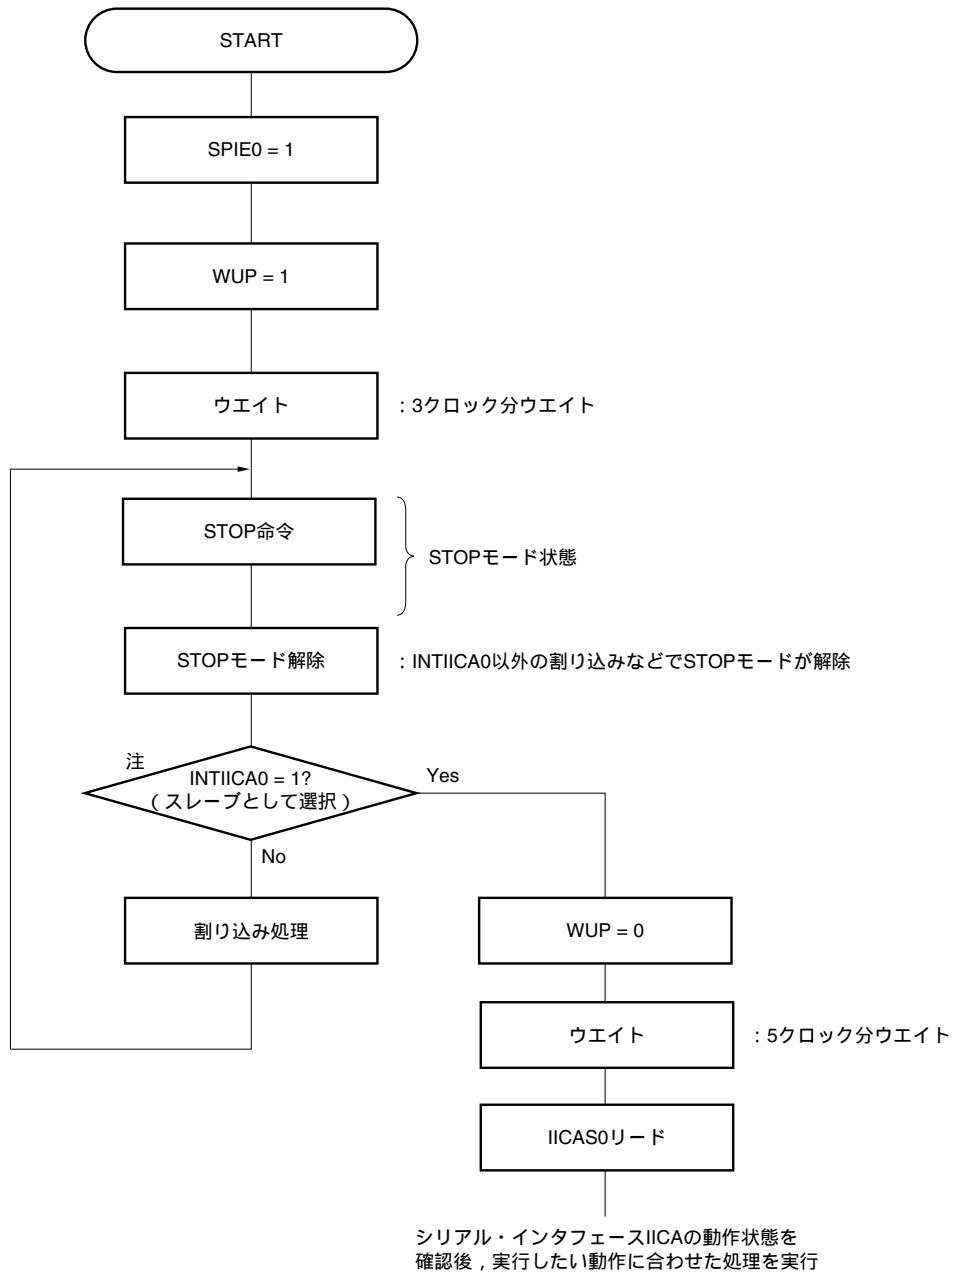 START
SPIE0 = 1
WUP = 1
ウエイト
：3クロック分ウエイト
STOP命令
STOPモード状態
STOPモード解除
：INTIICA0以外の割り込みなどでSTOPモードが解除
注
INTIICA0 = 1?
（スレーブとして選択）
Yes
No
割り込み処理
WUP = 0
ウエイト
：5クロック分ウエイト
IICAS0リード
シリアル・インタフェースIICAの動作状態を
確認後，実行したい動作に合わせた処理を実行